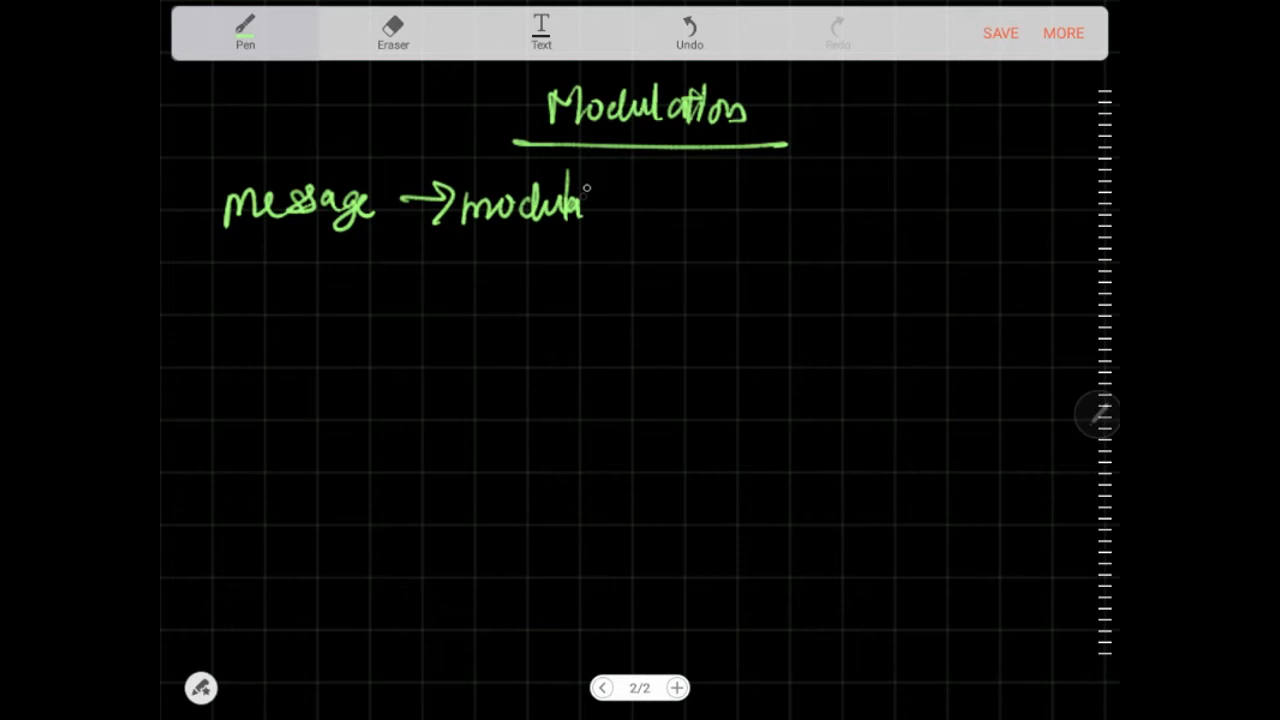 Pen Eraser Text Undo Redo SAVE MORE
Modulation
message → modula
2/2